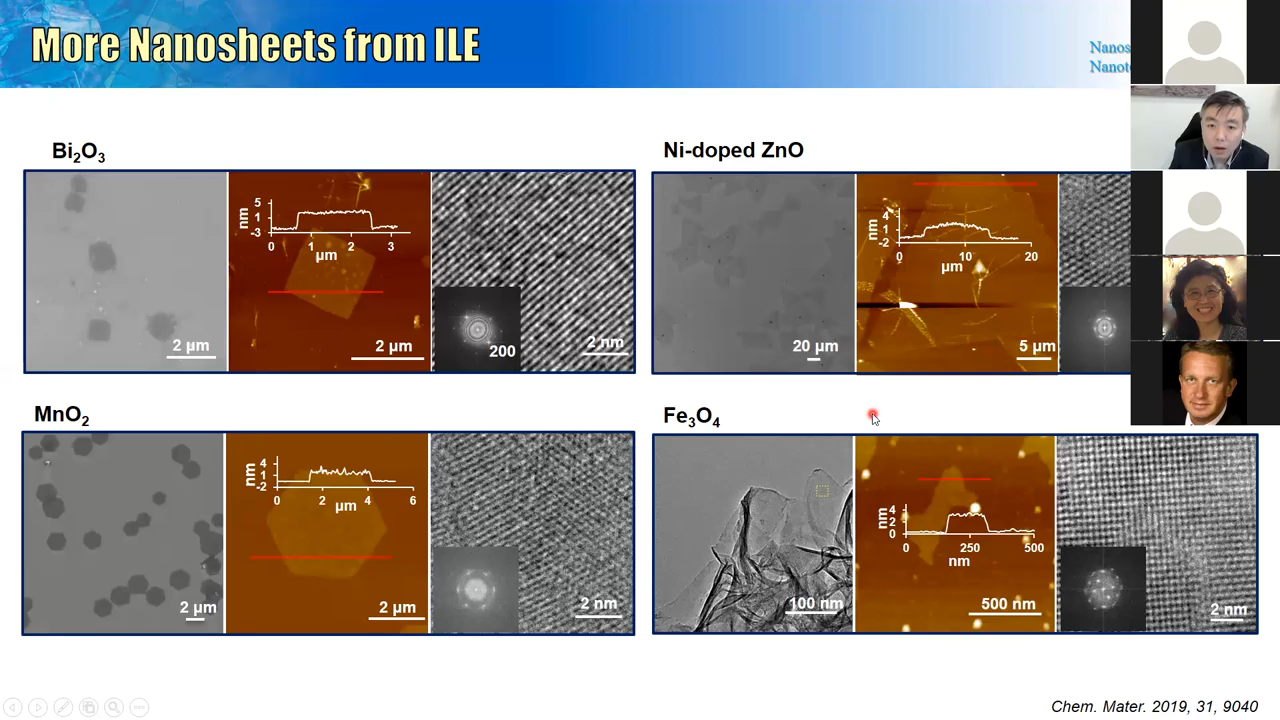 More Nanosheets from ILE
Bi₂O₃
nm
5
1
-3
0 1 2 3
µm
2 µm
2 µm
200
2 nm
Ni-doped ZnO
nm
4
1
-2
0 10 20
µm
20 µm
5 µm
MnO₂
nm
4
1
-2
0 2 4 6
µm
2 µm
2 µm
2 nm
Fe₃O₄
nm
4
2
0
0 250 500
nm
100 nm
500 nm
2 nm
Chem. Mater. 2019, 31, 9040